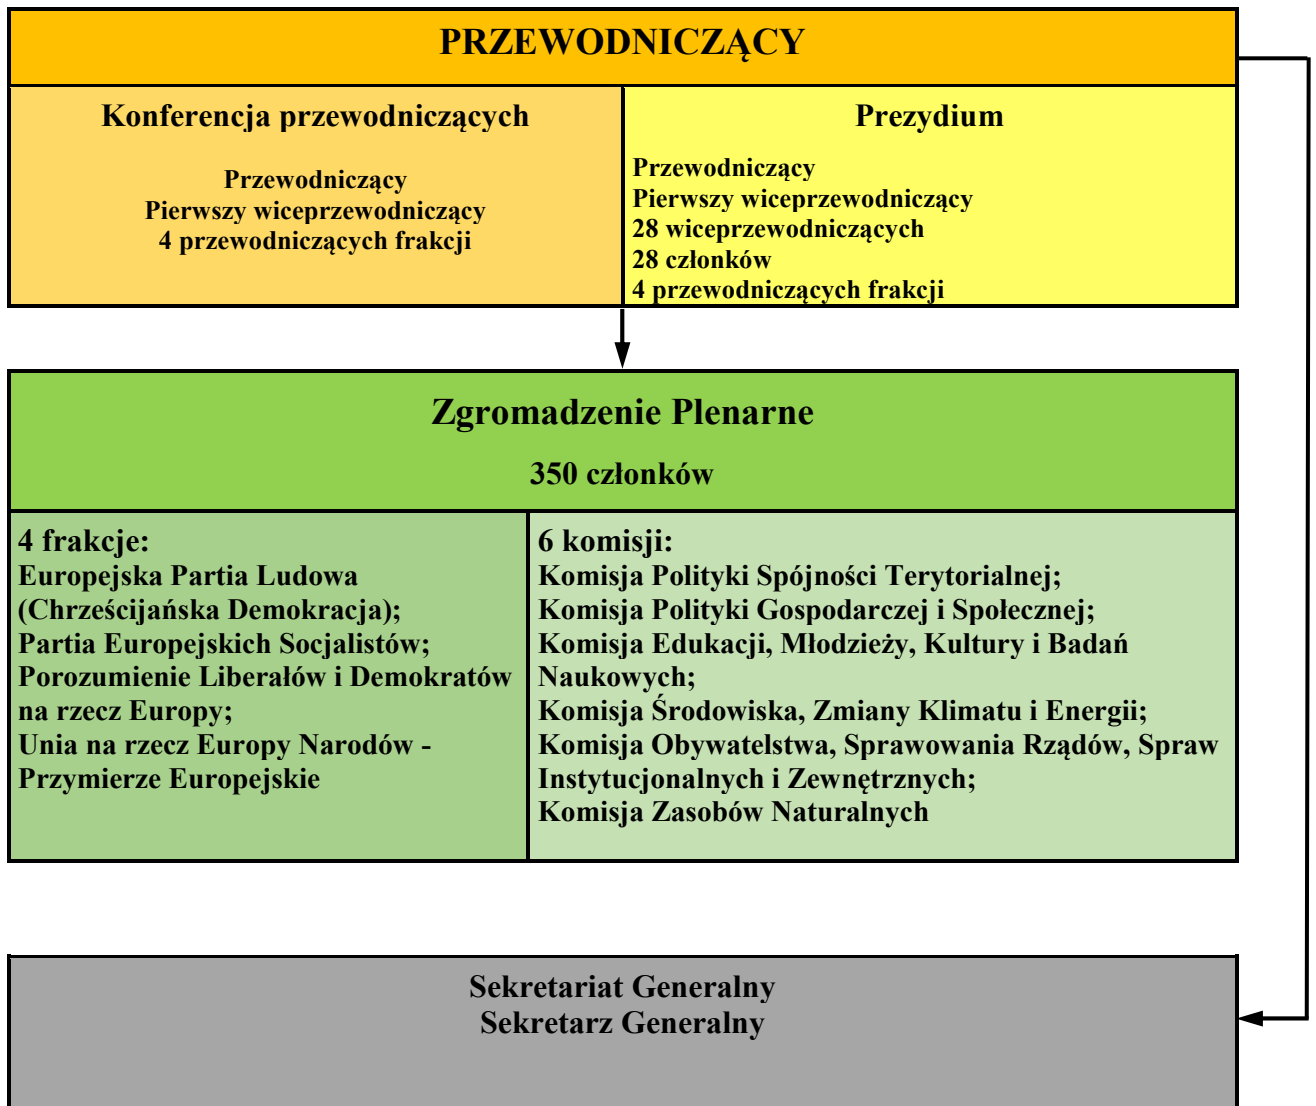 PRZEWODNICZĄCY
Konferencja przewodniczących
Przewodniczący
Pierwszy wiceprzewodniczący
4 przewodniczących frakcji
Prezydium
Przewodniczący
Pierwszy wiceprzewodniczący
28 wiceprzewodniczących
28 członków
4 przewodniczących frakcji
Zgromadzenie Plenarne
350 członków
4 frakcje:
Europejska Partia Ludowa
(Chrześcijańska Demokracja);
Partia Europejskich Socjalistów;
Porozumienie Liberałów i Demokratów
na rzecz Europy;
Unia na rzecz Europy Narodów -
Przymierze Europejskie
6 komisji:
Komisja Polityki Spójności Terytorialnej;
Komisja Polityki Gospodarczej i Społecznej;
Komisja Edukacji, Młodzieży, Kultury i Badań
Naukowych;
Komisja Środowiska, Zmiany Klimatu i Energii;
Komisja Obywatelstwa, Sprawowania Rządów, Spraw
Instytucjonalnych i Zewnętrznych;
Komisja Zasobów Naturalnych
Sekretariat Generalny
Sekretarz Generalny